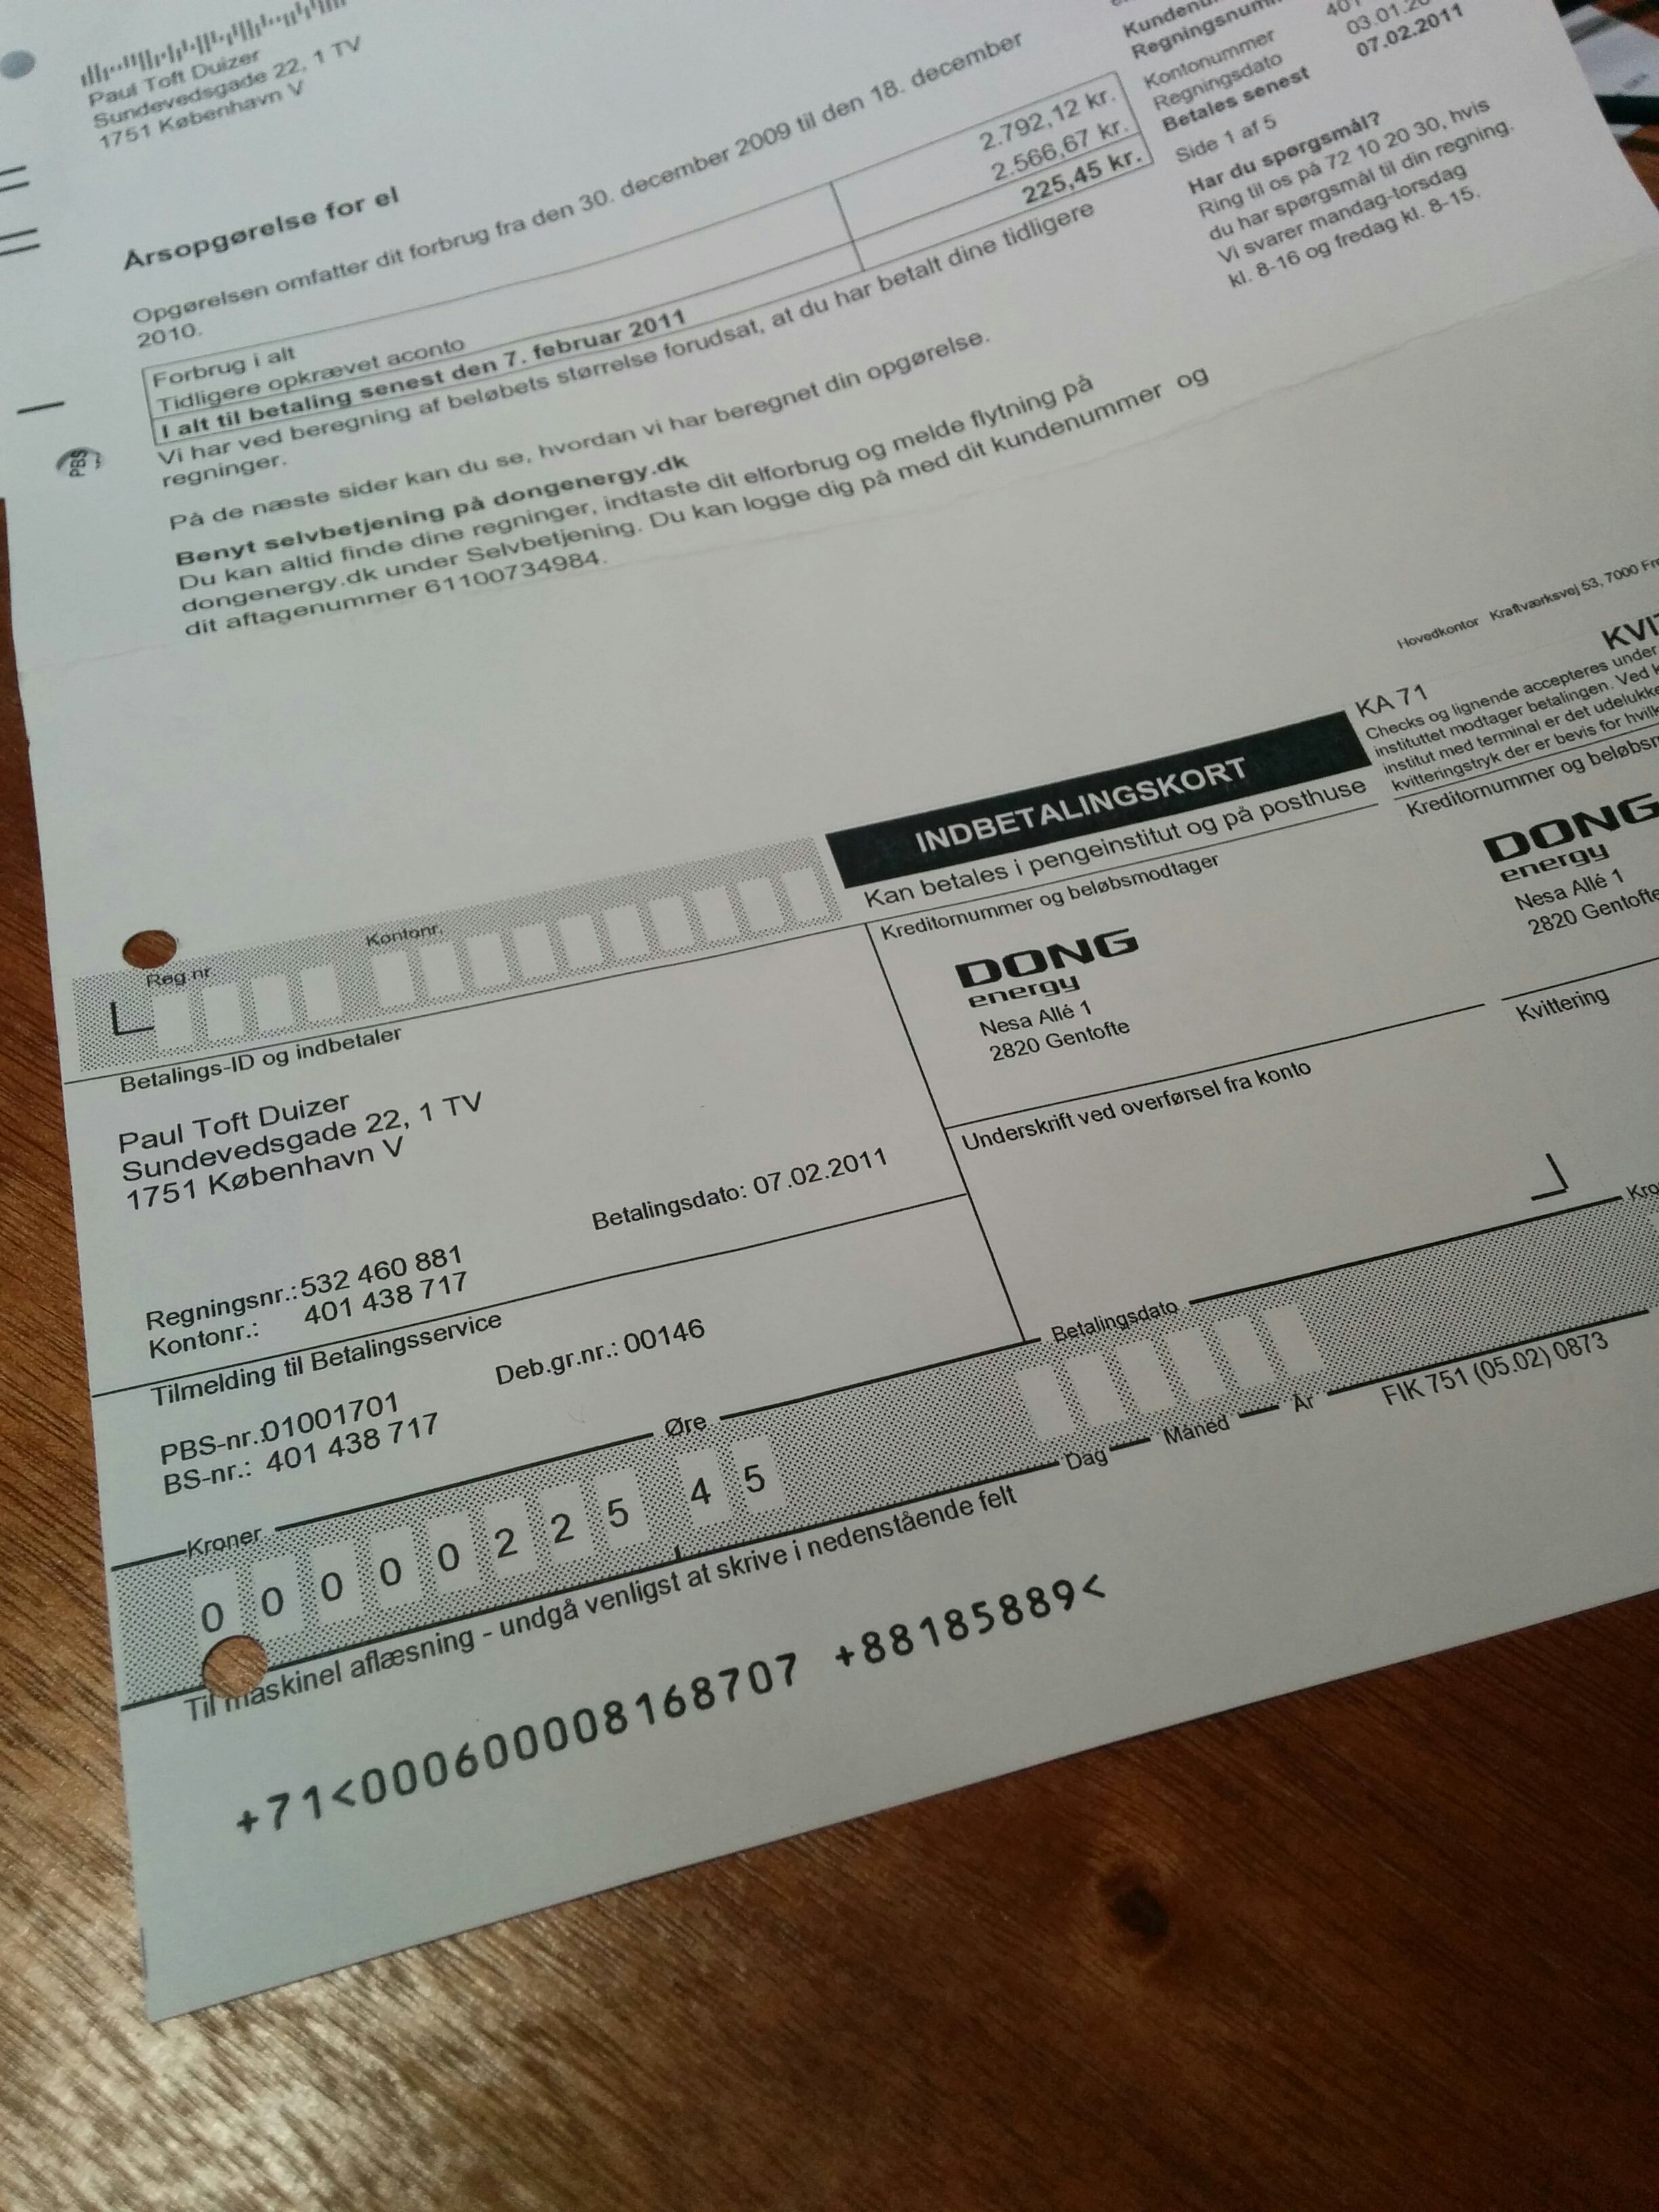 Paul Toft Duizer
Sundevedsgade 22, 1 TV
1751 København V
Regningsnum
Kontonummer
Regningsdato 03.01.20
Betales senest 07.02.2011
Side 1 af 5
Har du spørgsmål?
Ring til os på 72 10 20 30, hvis
du har spørgsmål til din regning.
Vi svarer mandag-torsdag
kl. 8-16 og fredag kl. 8-15.
Årsopgørelse for el
Opgørelsen omfatter dit forbrug fra den 30. december 2009 til den 18. december
2010.
Forbrug i alt 2.792,12 kr.
Tidligere opkrævet aconto 2.566,67 kr.
I alt til betaling senest den 7. februar 2011 225,45 kr.
Vi har ved beregning af beløbets størrelse forudsat, at du har betalt dine tidligere
regninger.
PBS
På de næste sider kan du se, hvordan vi har beregnet din opgørelse.
Benyt selvbetjening på dongenergy.dk
Du kan altid finde dine regninger, indtaste dit elforbrug og melde flytning på
dongenergy.dk under Selvbetjening. Du kan logge dig på med dit kundenummer og
dit aftagenummer 61100734984.
Hovedkontor Kraftværksvej 53, 7000 Fr
INDBETALINGSKORT
Kan betales i pengeinstitut og på posthuse
Reg.nr.
Kontonr.
Kreditornummer og beløbsmodtager
DONG
energy
Nesa Allé 1
2820 Gentofte
Betalings-ID og indbetaler
Paul Toft Duizer
Sundevedsgade 22, 1 TV
1751 København V
Betalingsdato: 07.02.2011
Underskrift ved overførsel fra konto
Regningsnr.: 532 460 881
Kontonr.: 401 438 717
Tilmelding til Betalingsservice
PBS-nr.: 01001701 Deb.gr.nr.: 00146
BS-nr.: 401 438 717
KVI
KA 71
Checks og lignende accepteres under
instituttet modtager betalingen. Ved k
institut med terminal er det udelukke
kvitteringstryk der er bevis for hvilk
Kreditornummer og beløbsm
DONG
energy
Nesa Allé 1
2820 Gentofte
Kvittering
Kro
Kroner
Øre
Betalingsdato
0 0 0 0 0 2 2 5 4 5
Dag Måned År
FIK 751 (05.02) 0873
Til maskinel aflæsning - undgå venligst at skrive i nedenstående felt
+71<000600008168707 +88185889<